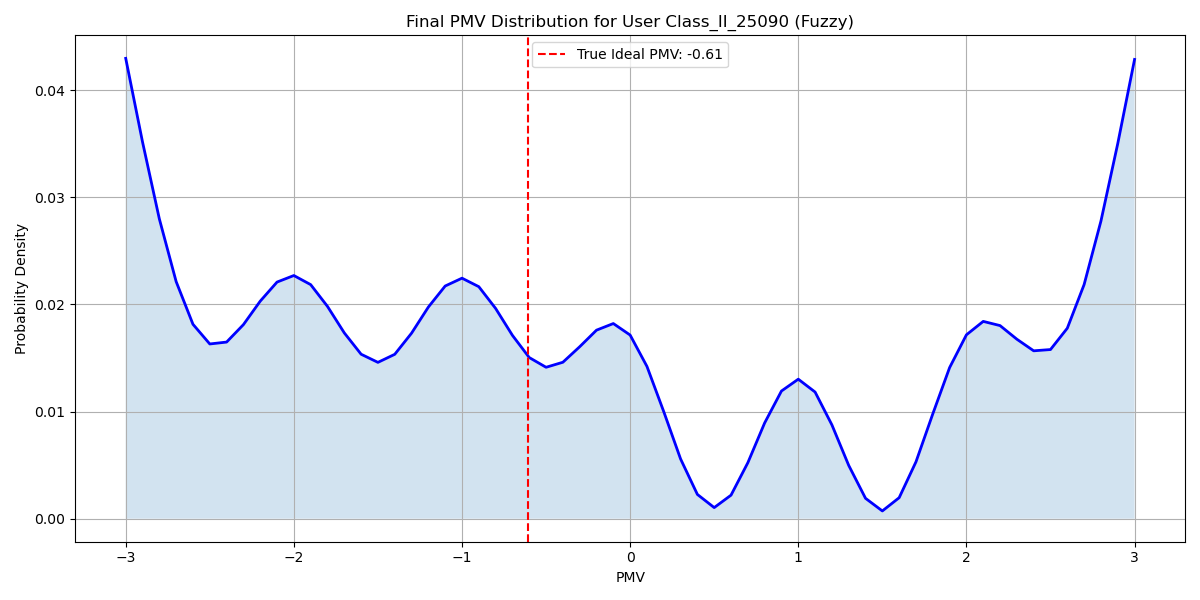 Final PMV Distribution for User Class_II_25090 (Fuzzy)
True Ideal PMV: -0.61
Probability Density
0.04
0.03
0.02
0.01
0.00
−3 −2 −1 0 1 2 3
PMV